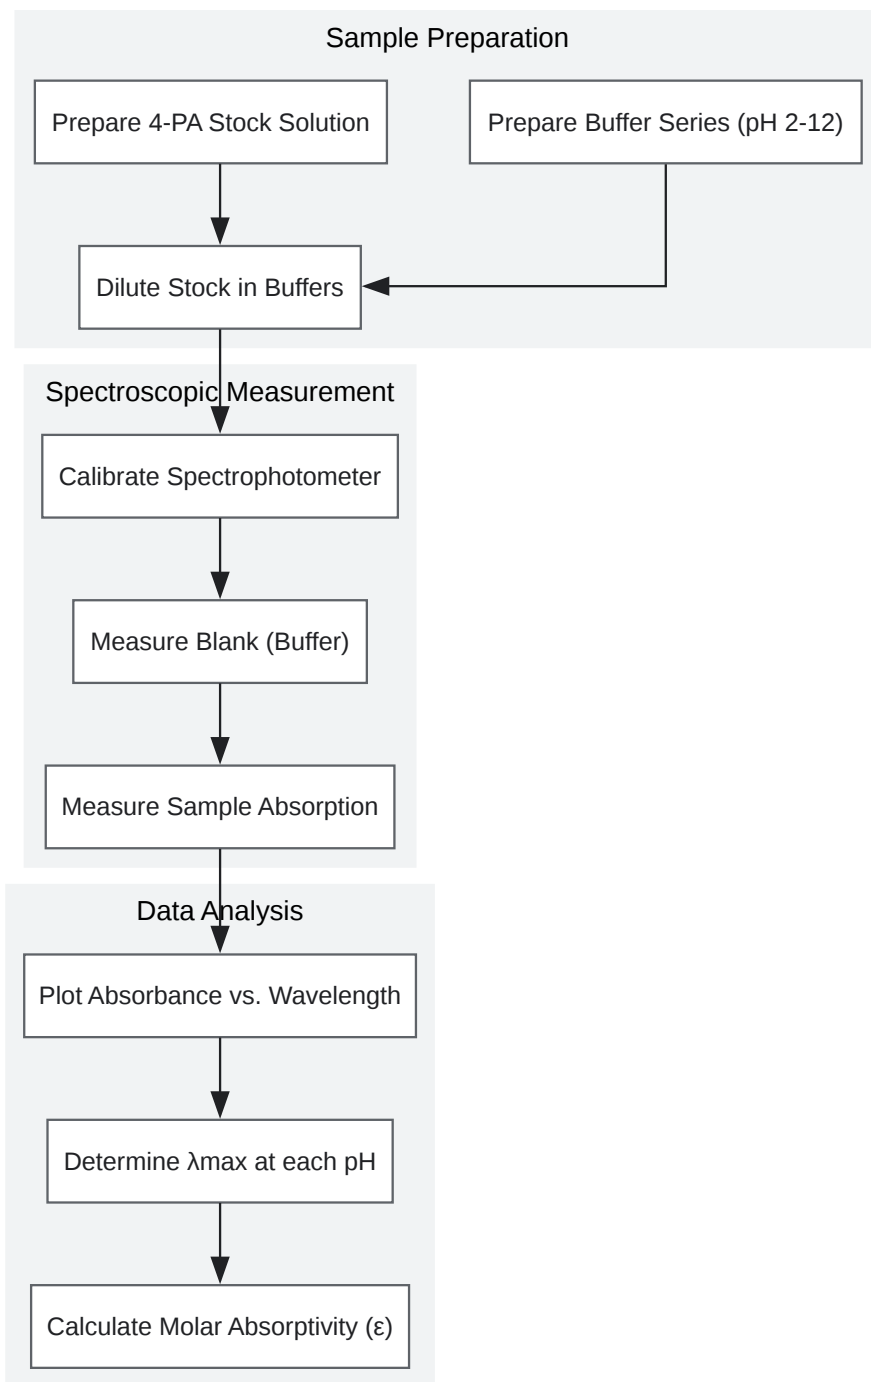 Sample Preparation
Prepare 4-PA Stock Solution
Prepare Buffer Series (pH 2-12)
Dilute Stock in Buffers
Spectroscopic Measurement
Calibrate Spectrophotometer
Measure Blank (Buffer)
Measure Sample Absorption
Data Analysis
Plot Absorbance vs. Wavelength
Determine λmax at each pH
Calculate Molar Absorptivity (ε)